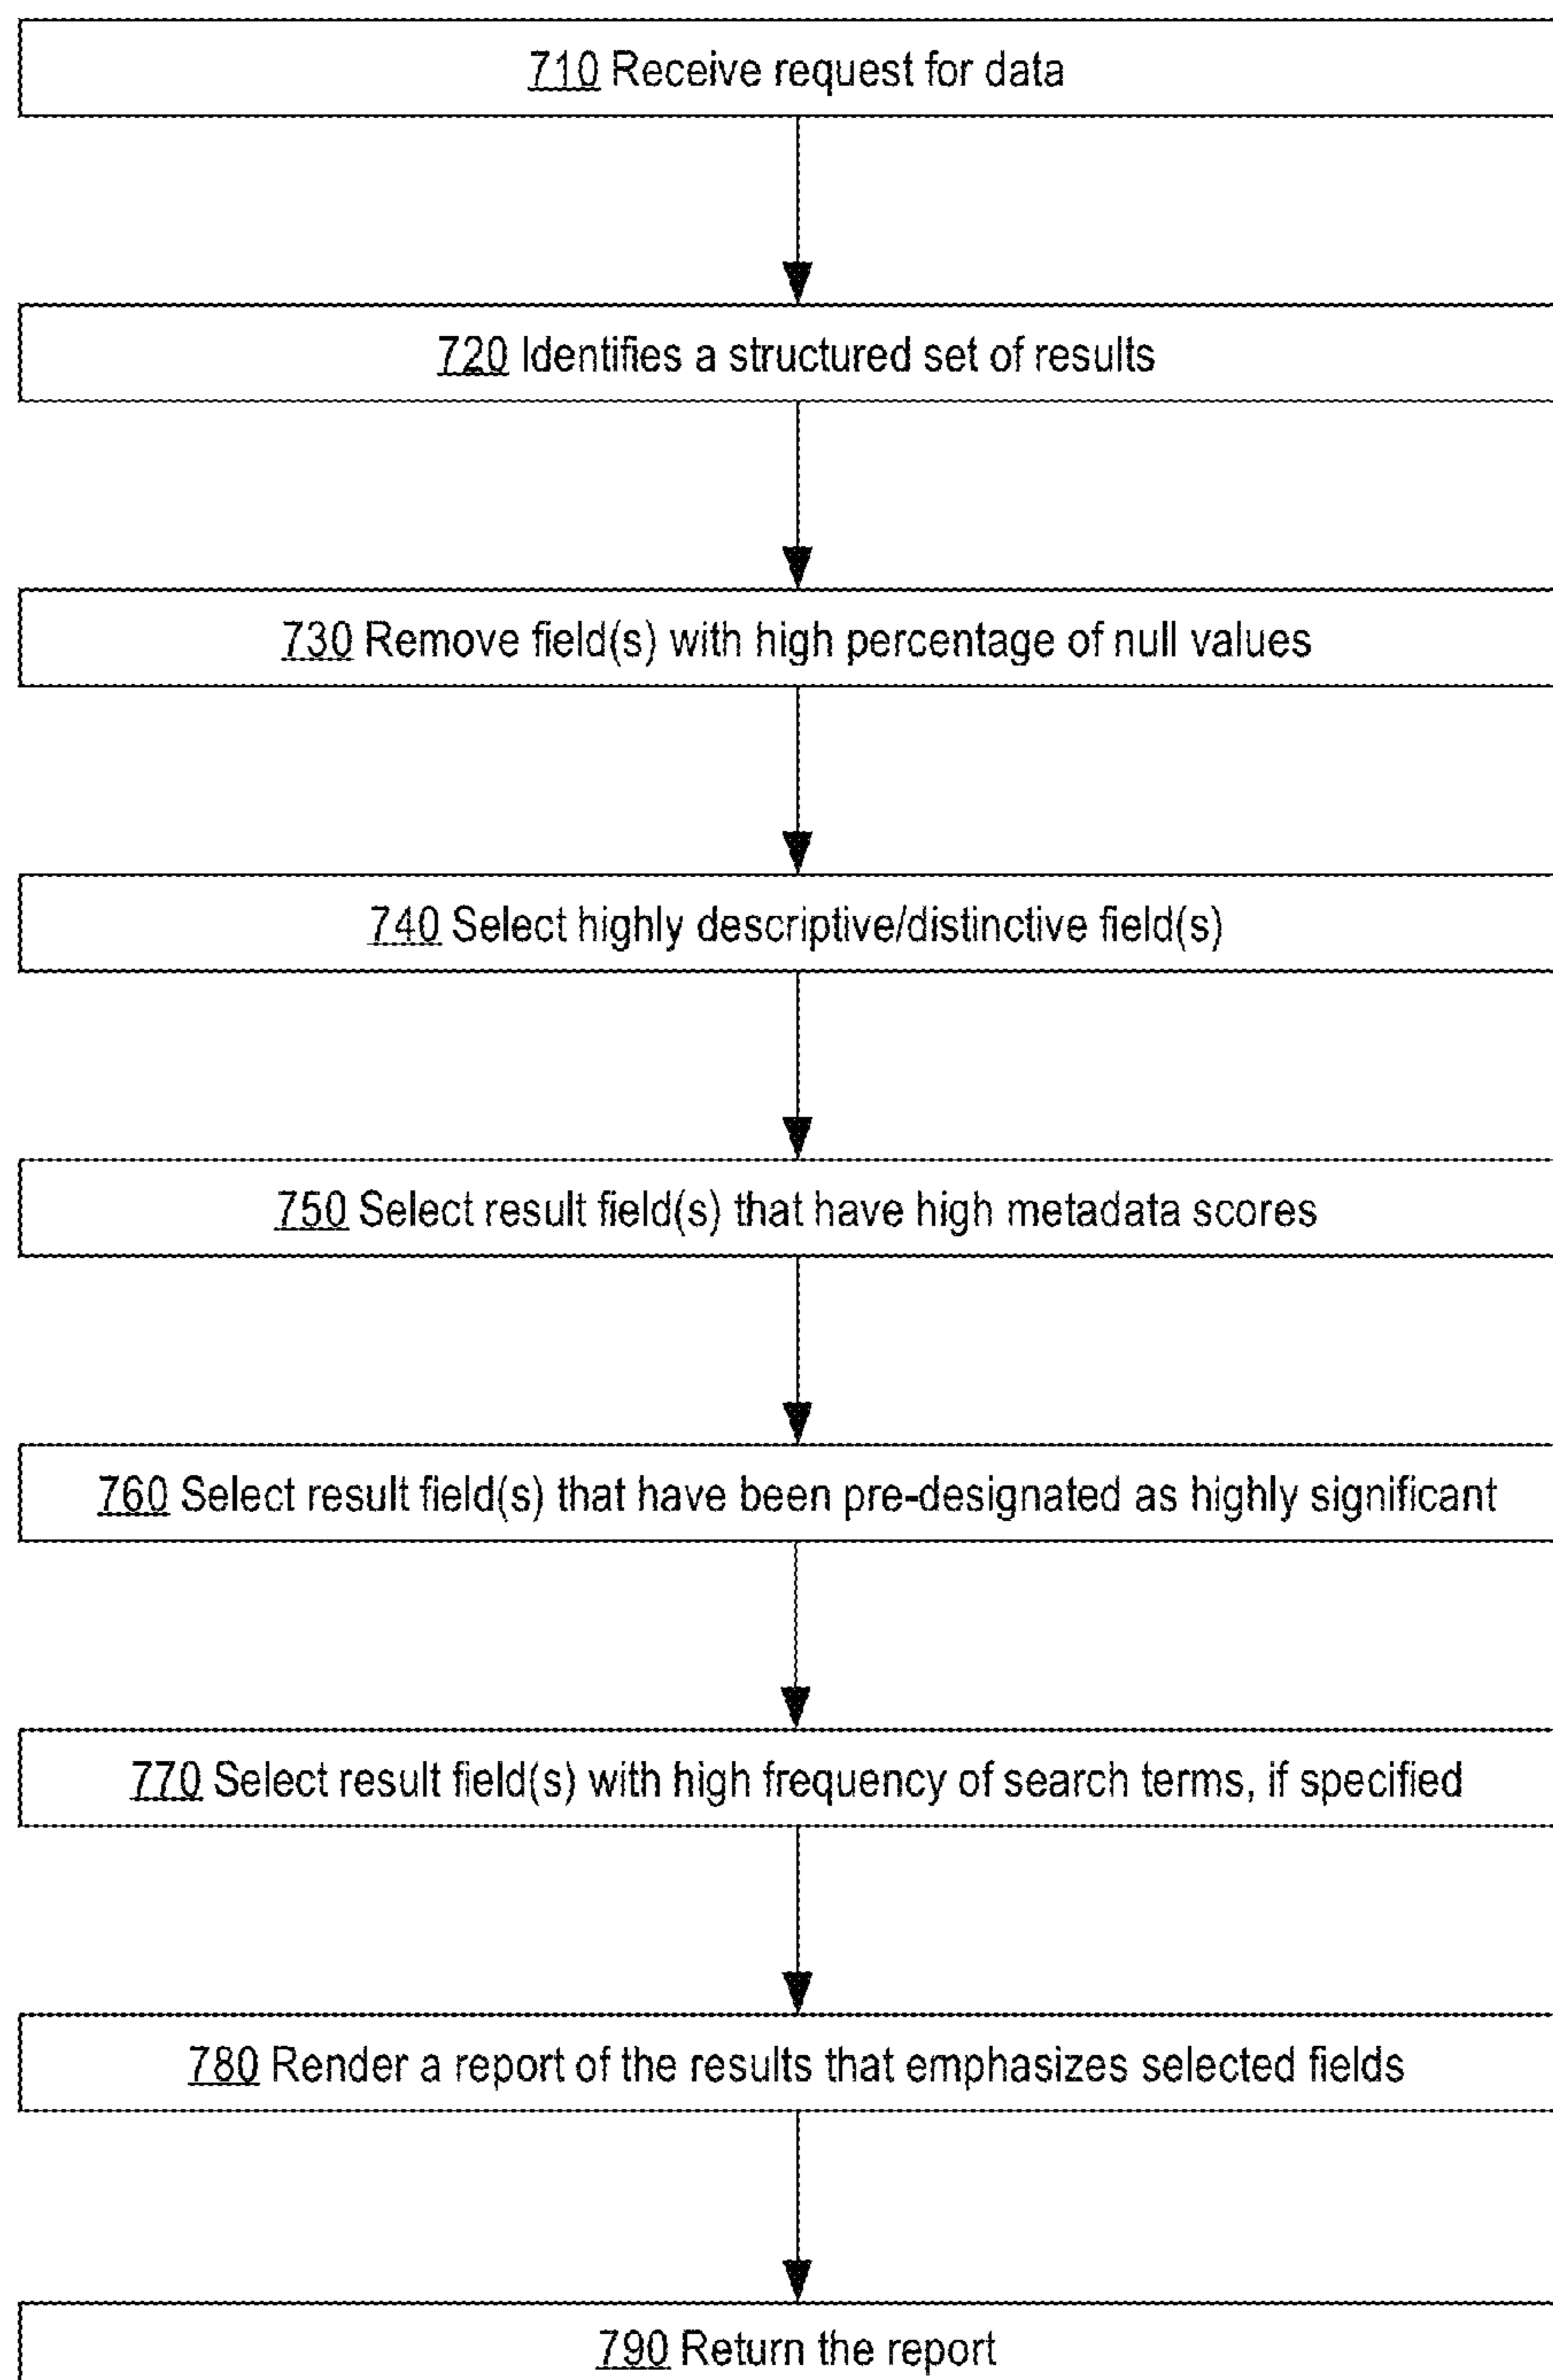 710 Receive request for data
720 Identifies a structured set of results
730 Remove field(s) with high percentage of null values
740 Select highly descriptive/distinctive field(s)
750 Select result field(s) that have high metadata scores
760 Select result field(s) that have been pre-designated as highly significant
770 Select result field(s) with high frequency of search terms, if specified
780 Render a report of the results that emphasizes selected fields
790 Return the report